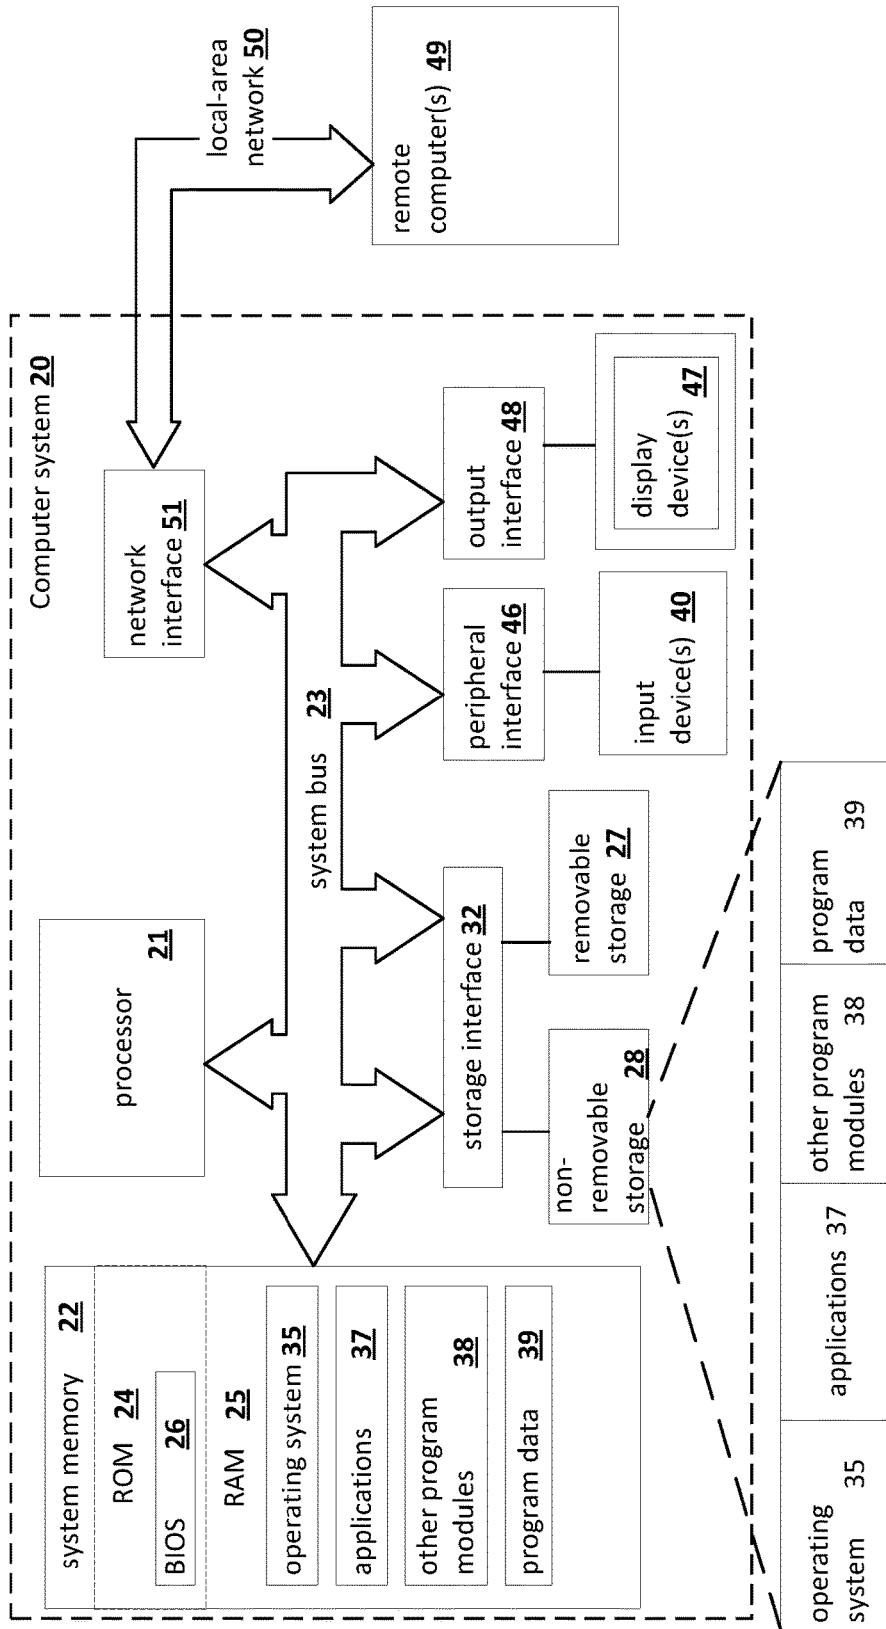 Computer system 20
system memory 22
ROM 24
BIOS 26
RAM 25
operating system 35
applications 37
other program
modules 38
program data 39
processor
21
network
interface 51
local-area
network 50
remote
computer(s) 49
system bus 23
storage interface 32
non-
removable
storage 28
removable
storage 27
peripheral
interface 46
input
device(s) 40
output
interface 48
display
device(s) 47
operating
system 35
applications 37
other program
modules 38
program
data 39